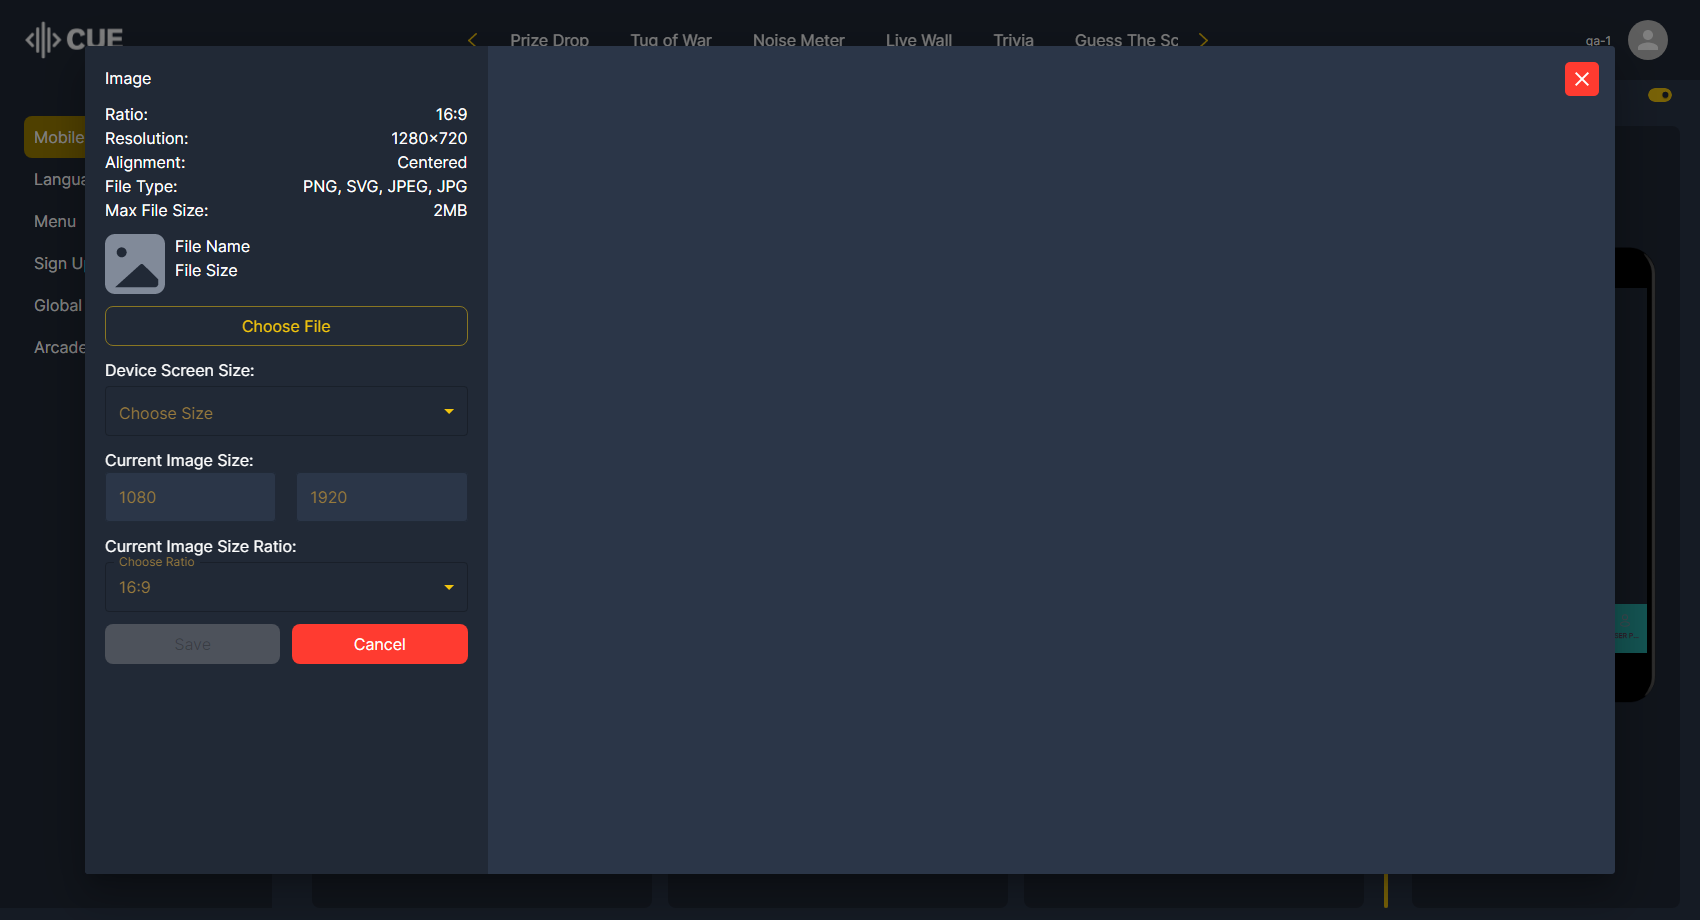 CUE
Prize Drop
Tug of War
Noise Meter
Live Wall
Trivia
Guess The Sc
qa-1
Mobile
Langua
Menu
Sign U
Global
Arcade
Image
Ratio: 16:9
Resolution: 1280×720
Alignment: Centered
File Type: PNG, SVG, JPEG, JPG
Max File Size: 2MB
File Name
File Size
Choose File
Device Screen Size:
Choose Size
Current Image Size:
1080 1920
Current Image Size Ratio:
Choose Ratio
16:9
Save Cancel